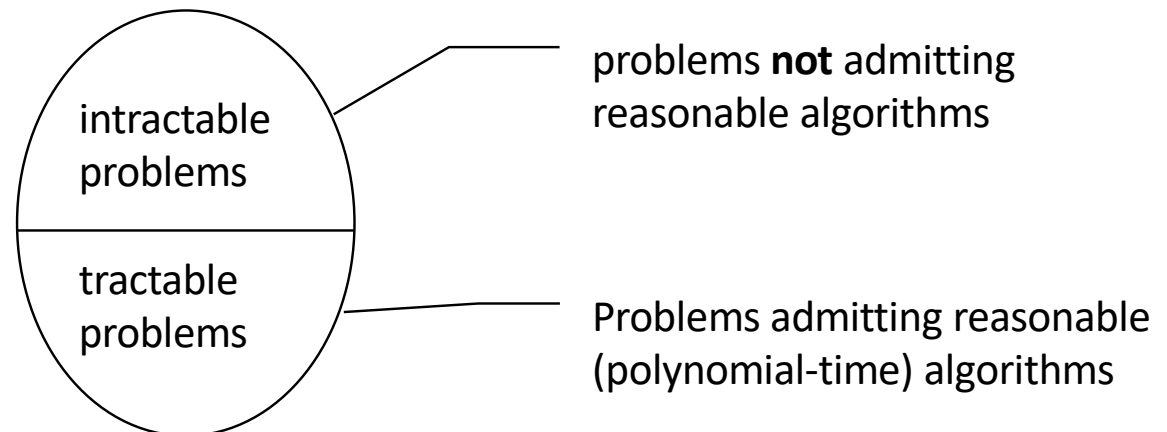 intractable
problems
problems not admitting
reasonable algorithms
tractable
problems
Problems admitting reasonable
(polynomial-time) algorithms